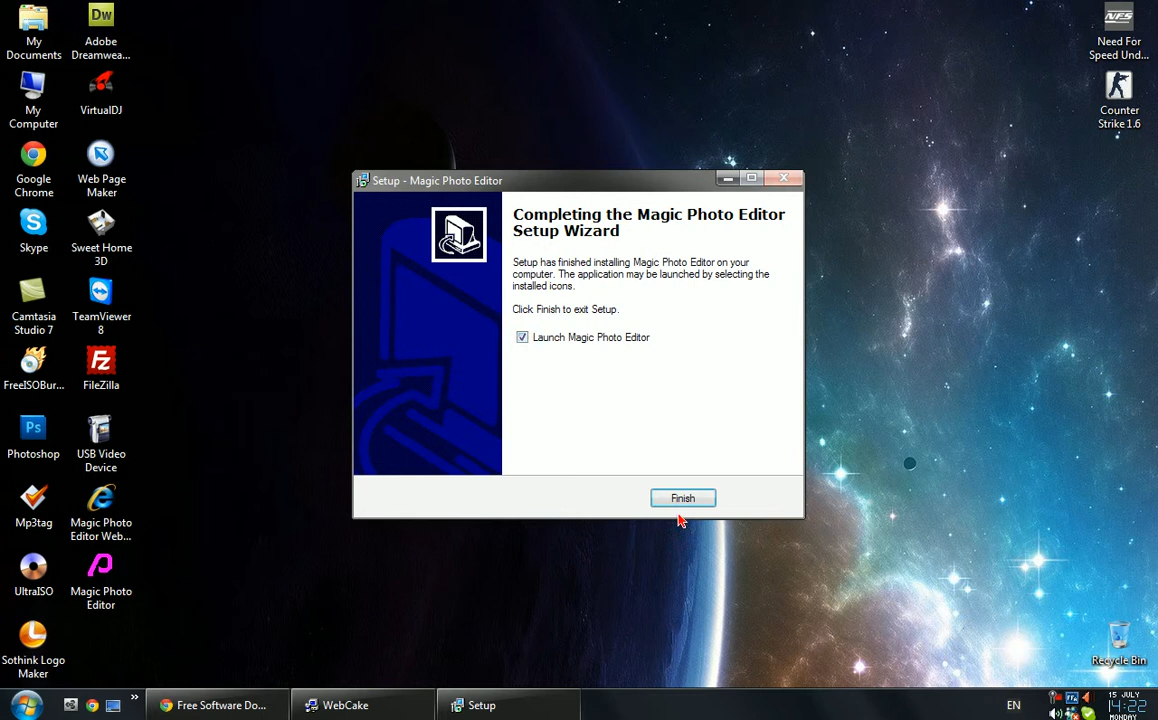 My
Documents
Adobe
Dreamwea...
My
Computer
VirtualDJ
Google
Chrome
Web Page
Maker
Skype
Sweet Home
3D
Camtasia
Studio 7
TeamViewer
8
FreeISOBur...
FileZilla
Photoshop
USB Video
Device
Mp3tag
Magic Photo
Editor Web...
UltraISO
Magic Photo
Editor
Sothink Logo
Maker
Dw
Fz
Ps
Setup - Magic Photo Editor
Completing the Magic Photo Editor
Setup Wizard
Setup has finished installing Magic Photo Editor on your
computer. The application may be launched by selecting the
installed icons.
Click Finish to exit Setup.
Launch Magic Photo Editor
Finish
NFS
Need For
Speed Und...
Counter
Strike 1.6
Recycle Bin
Free Software Do...
WebCake
Setup
EN
15 JULY
14:22
MONDAY